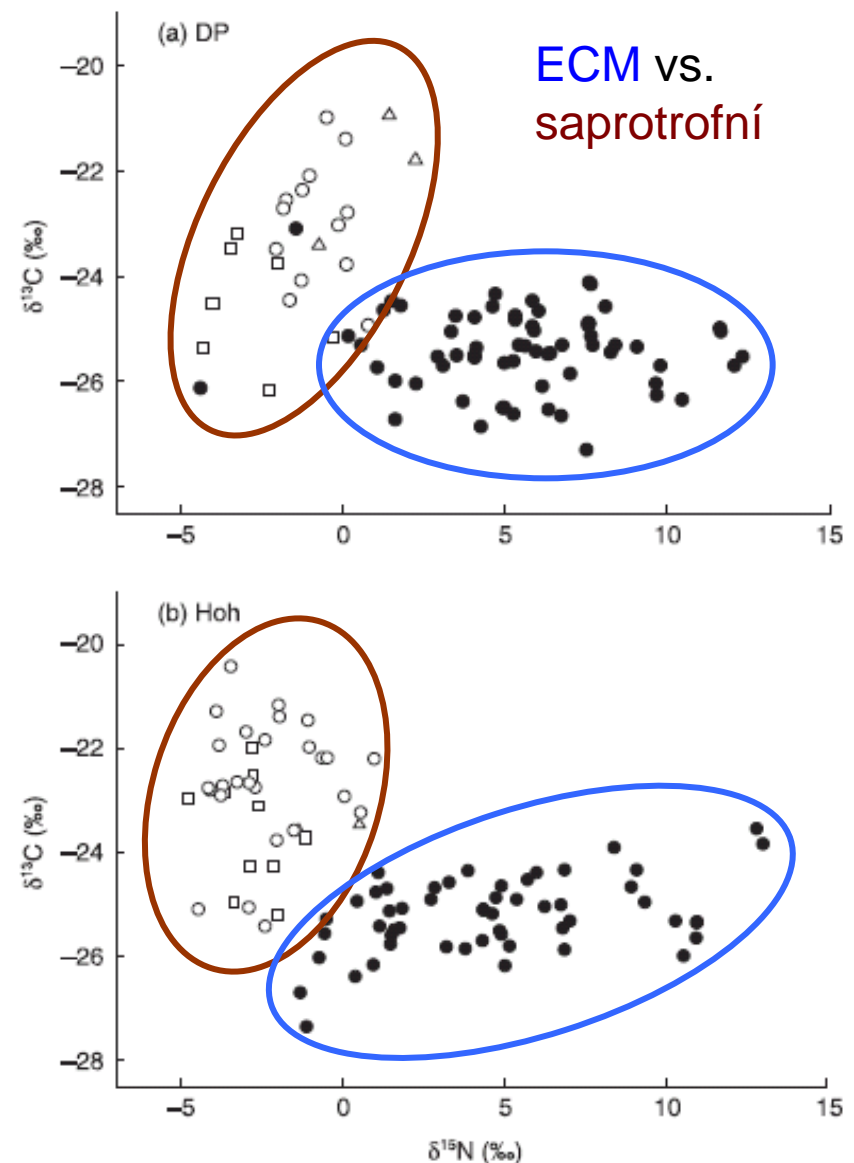 (a) DP
ECM vs.
saprotrofní
–20
–22
–24
–26
–28
δ¹³C (‰)
–5
0
5
10
15
(b) Hoh
–20
–22
–24
–26
–28
δ¹³C (‰)
–5
0
5
10
15
δ¹⁵N (‰)